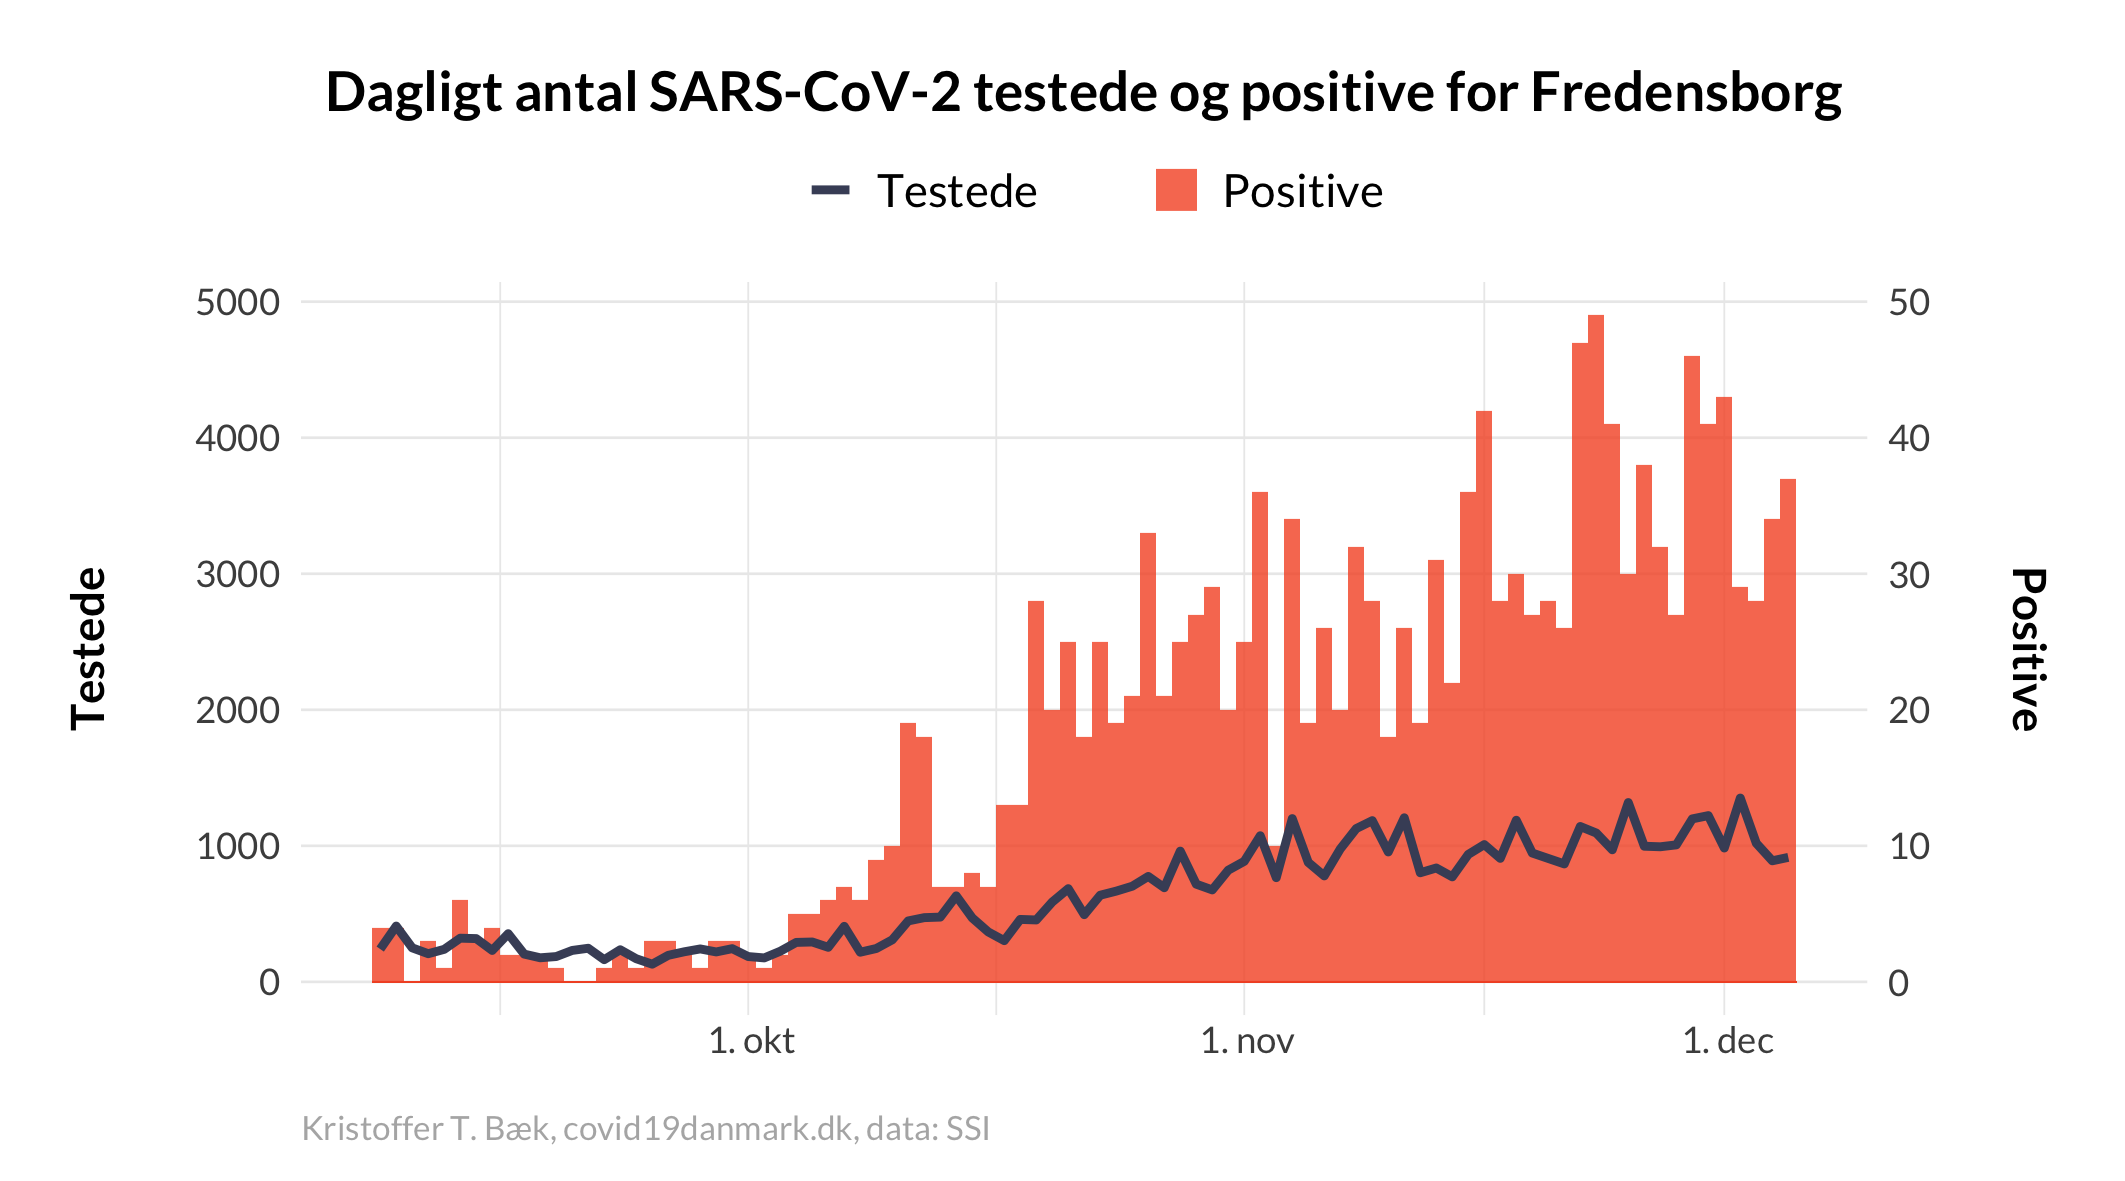 Dagligt antal SARS-CoV-2 testede og positive for Fredensborg
Testede
Positive
5000
4000
3000
2000
1000
0
Testede
50
40
30
20
10
0
Positive
1. okt
1. nov
1. dec
Kristoffer T. Bæk, covid19danmark.dk, data: SSI